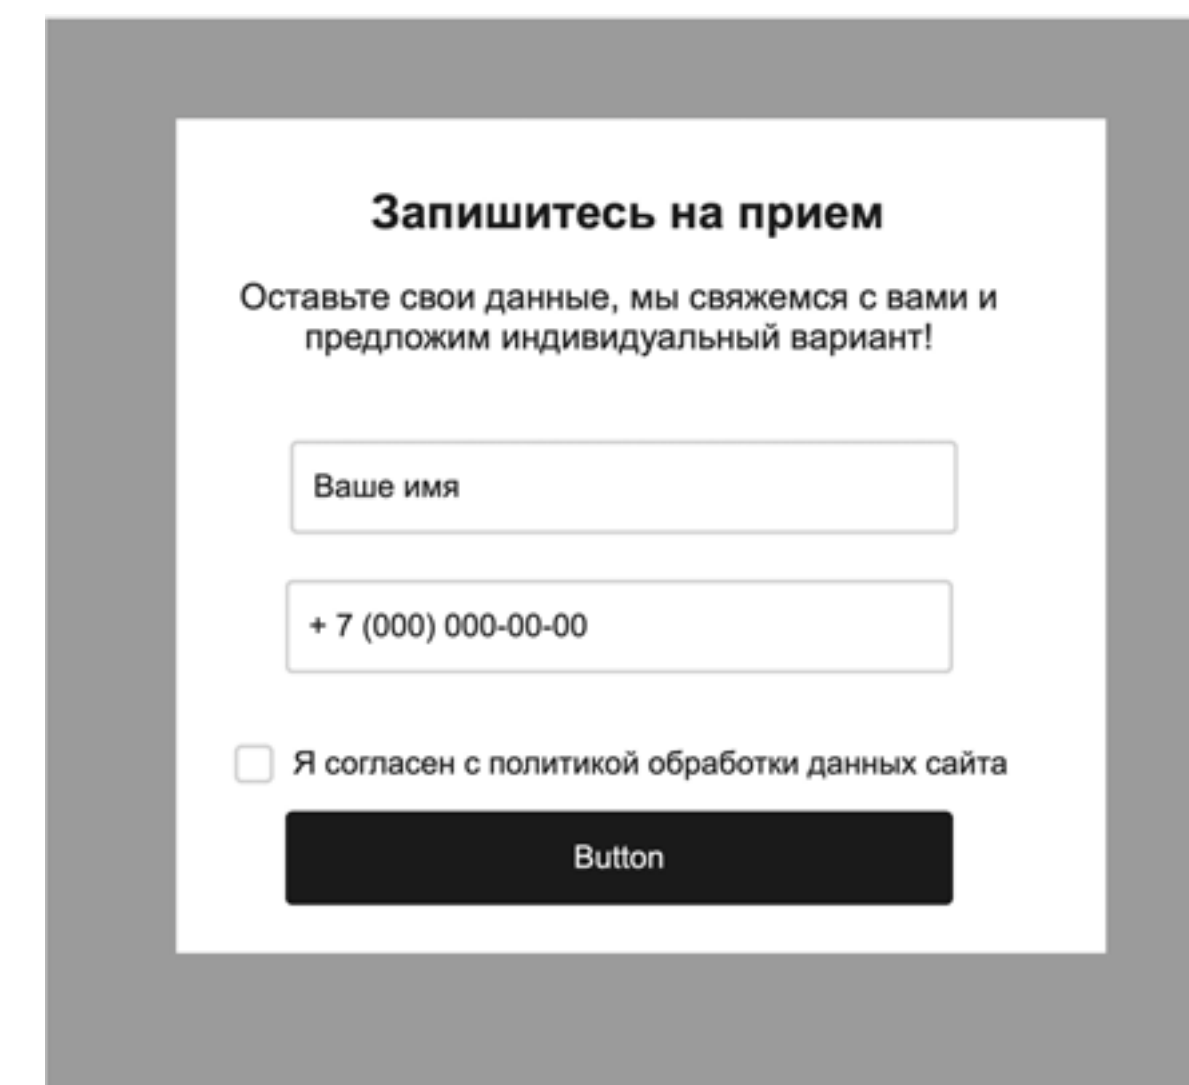 Запишитесь на прием
Оставьте свои данные, мы свяжемся с вами и
предложим индивидуальный вариант!
Ваше имя
+ 7 (000) 000-00-00
Я согласен с политикой обработки данных сайта
Button